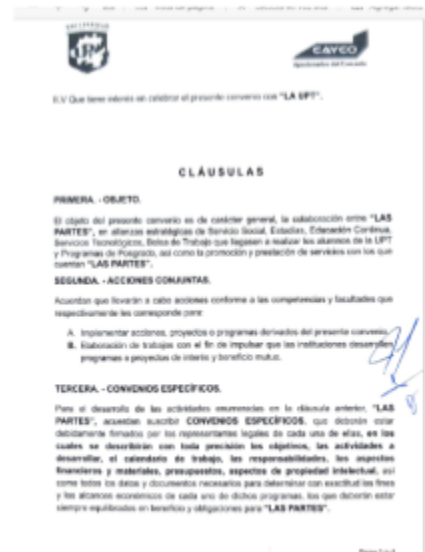 CAYCO
II.V Que tiene interés en celebrar el presente convenio con "LA UPT".
CLÁUSULAS
PRIMERA. - OBJETO.
El objeto del presente convenio es de carácter general, la colaboración entre "LAS
PARTES", en alianzas estratégicas de Servicio Social, Estadías, Educación Continua,
Servicios Tecnológicos, Bolsa de Trabajo que llegasen a realizar los alumnos de la UPT
y Programas de Posgrado, así como la promoción y prestación de servicios con los que
cuentan "LAS PARTES".
SEGUNDA. - ACCIONES CONJUNTAS.
Acuerdan que llevarán a cabo acciones conforme a las competencias y facultades que
respectivamente les corresponde para:
A. Implementar acciones, proyectos o programas derivados del presente convenio.
B. Elaboración de trabajos con el fin de impulsar que las instituciones desarrollen
programas o proyectos de interés y beneficio mutuo.
TERCERA. - CONVENIOS ESPECÍFICOS.
Para el desarrollo de las actividades enumeradas en la cláusula anterior, "LAS
PARTES", acuerdan suscribir CONVENIOS ESPECÍFICOS, que deberán estar
debidamente firmados por los representantes legales de cada una de ellas, en los
cuales se describirán con toda precisión los objetivos, las actividades a
desarrollar, el calendario de trabajo, las responsabilidades, los aspectos
financieros y materiales, presupuestos, aspectos de propiedad intelectual, así
como todos los datos y documentos necesarios para determinar con exactitud los fines
y los alcances económicos de cada uno de dichos programas, los que deberán estar
siempre equilibrados en beneficio y obligaciones para "LAS PARTES".